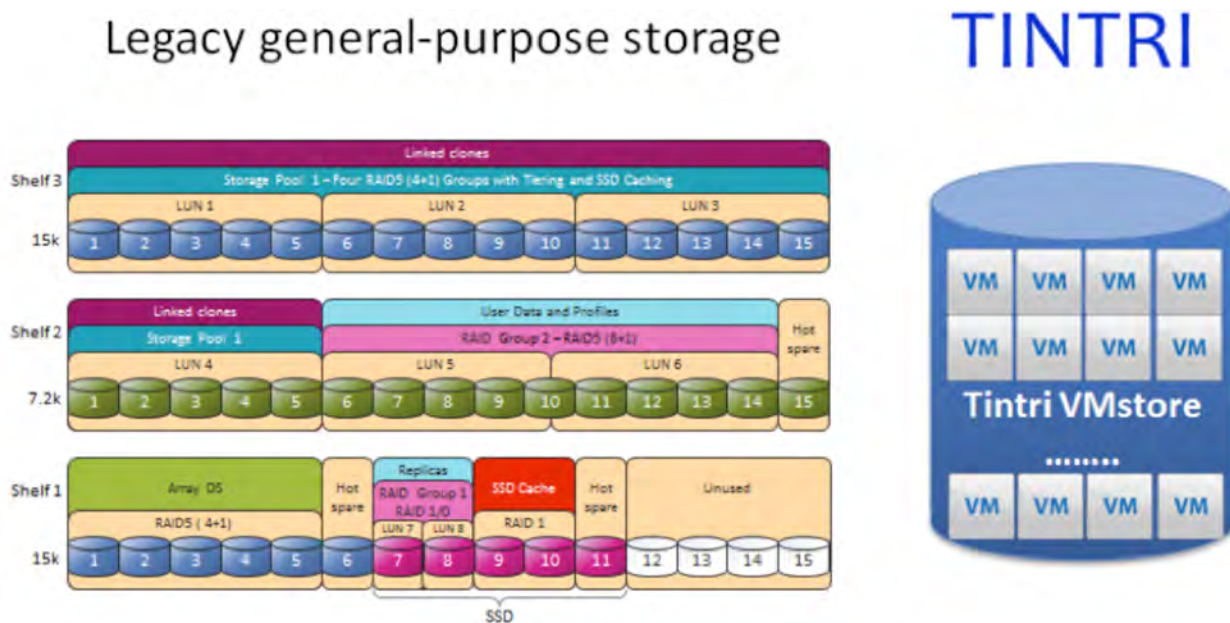 Legacy general-purpose storage
TINTRI
Linked clones
Shelf 3
Storage Pool 1 – Four RAID5 (4+1) Groups with Tiering and SSD Caching
LUN 1 LUN 2 LUN 3
15k
1 2 3 4 5 6 7 8 9 10 11 12 13 14 15
Linked clones User Data and Profiles
Shelf 2
Storage Pool 1 RAID Group 2 – RAID5 (8+1) Hot spare
LUN 4 LUN 5 LUN 6
7.2k
1 2 3 4 5 6 7 8 9 10 11 12 13 14 15
Shelf 1
Array OS Hot spare Replicas SSD Cache Hot spare Unused
RAID Group 1
RAID 1/0
RAID5 (4+1) LUN 7 LUN 8 RAID 1
15k
1 2 3 4 5 6 7 8 9 10 11 12 13 14 15
SSD
VM VM VM VM
VM VM VM VM
Tintri VMstore
........
VM VM VM VM